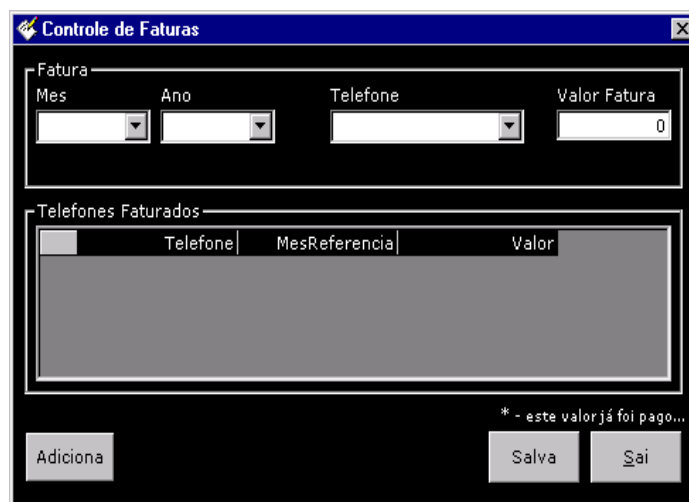 Controle de Faturas
Fatura
Mes Ano Telefone Valor Fatura
0
Telefones Faturados
Telefone MesReferencia Valor
* - este valor já foi pago...
Adiciona Salva Sai